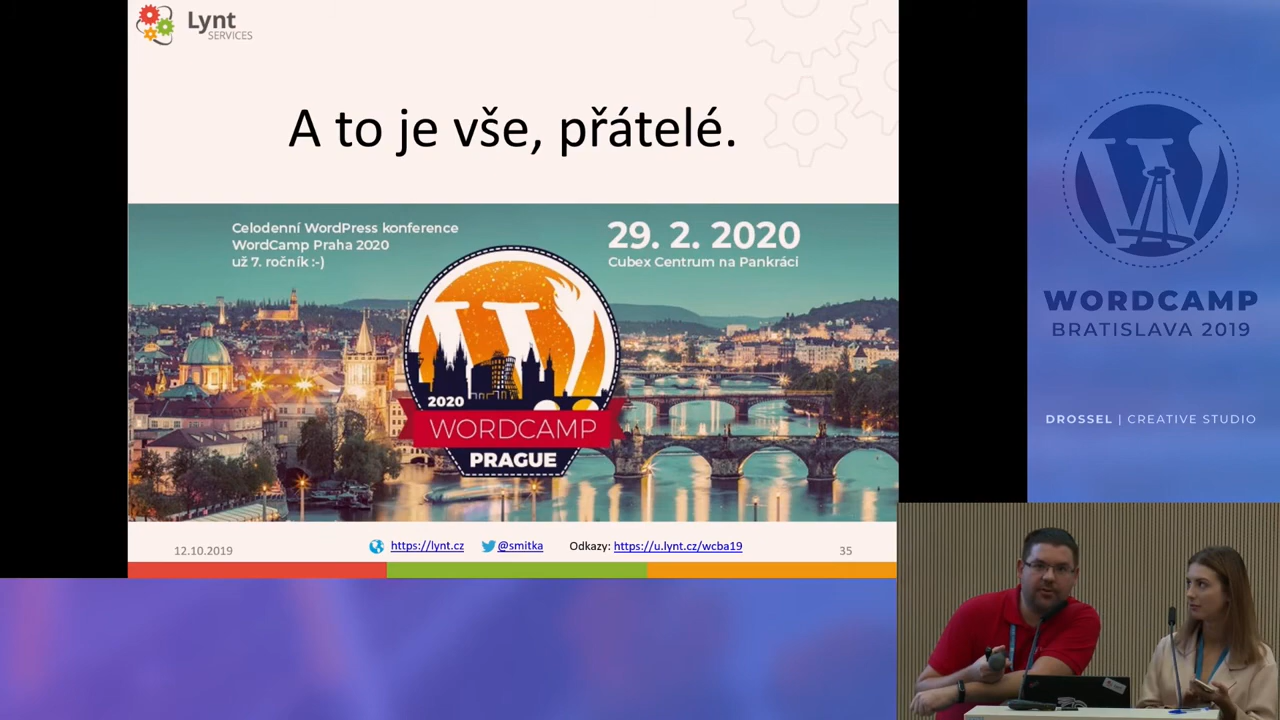 Lynt
SERVICES
A to je vše, přátelé.
Celodenní WordPress konference
WordCamp Praha 2020
už 7. ročník :-)
29. 2. 2020
Cubex Centrum na Pankráci
2020
WORDCAMP
PRAGUE
12.10.2019
https://lynt.cz
@smitka
Odkazy: https://u.lynt.cz/wcba19
35
WORDCAMP
BRATISLAVA 2019
DROSSEL | CREATIVE STUDIO